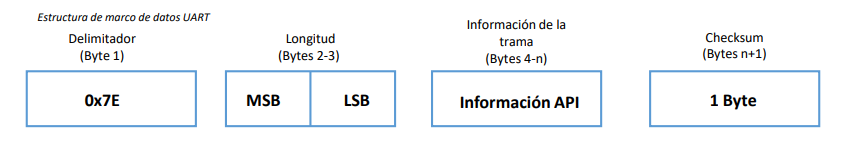 Estructura de marco de datos UART
Delimitador
(Byte 1)
Longitud
(Bytes 2-3)
Información de la
trama
(Bytes 4-n)
Checksum
(Bytes n+1)
0x7E
MSB
LSB
Información API
1 Byte